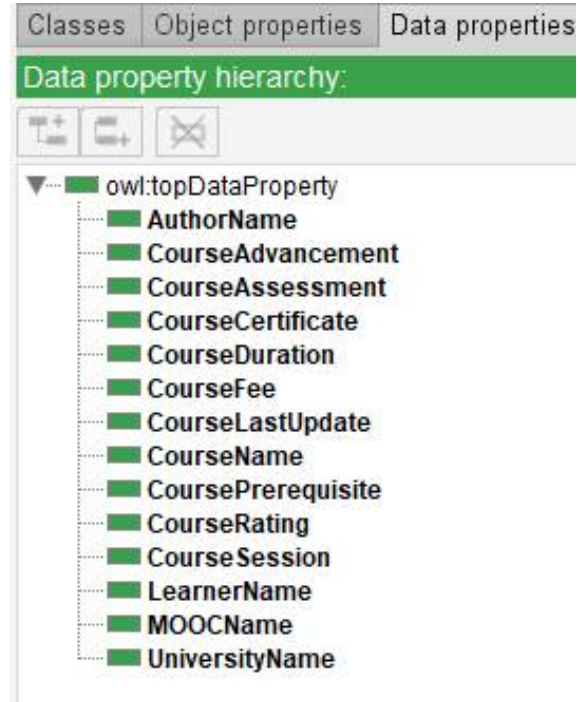 Classes Object properties Data properties
Data property hierarchy:
owl:topDataProperty
AuthorName
CourseAdvancement
CourseAssessment
CourseCertificate
CourseDuration
CourseFee
CourseLastUpdate
CourseName
CoursePrerequisite
CourseRating
CourseSession
LearnerName
MOOCName
UniversityName